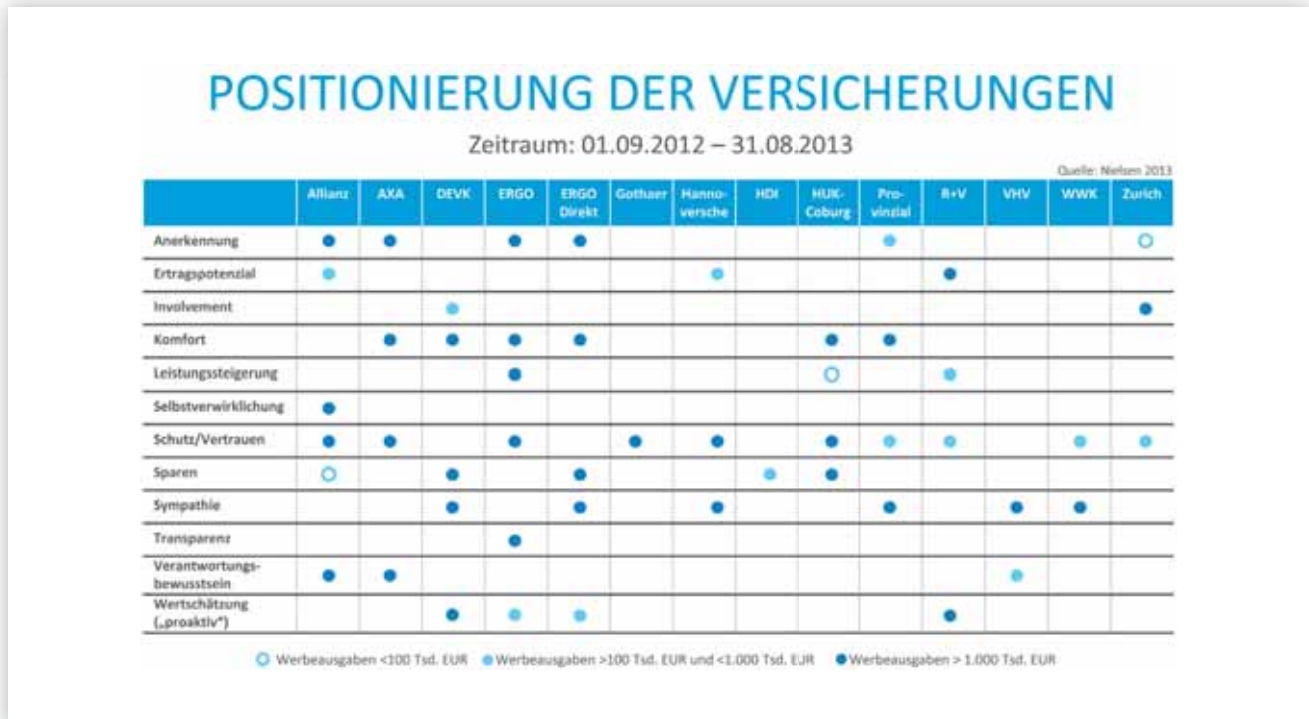 POSITIONIERUNG DER VERSICHERUNGEN
Zeitraum: 01.09.2012 – 31.08.2013
Quelle: Nielsen 2013
Allianz AXA DEVK ERGO ERGO Direkt Gothaer Hanno-versche HDI HUK-Coburg Pro-vinzial R+V VHV WWK Zurich
Anerkennung
Ertragspotenzial
Involvement
Komfort
Leistungssteigerung
Selbstverwirklichung
Schutz/Vertrauen
Sparen
Sympathie
Transparenz
Verantwortungs-
bewusstsein
Wertschätzung
(„proaktiv“)
Werbeausgaben <100 Tsd. EUR Werbeausgaben >100 Tsd. EUR und <1.000 Tsd. EUR Werbeausgaben > 1.000 Tsd. EUR